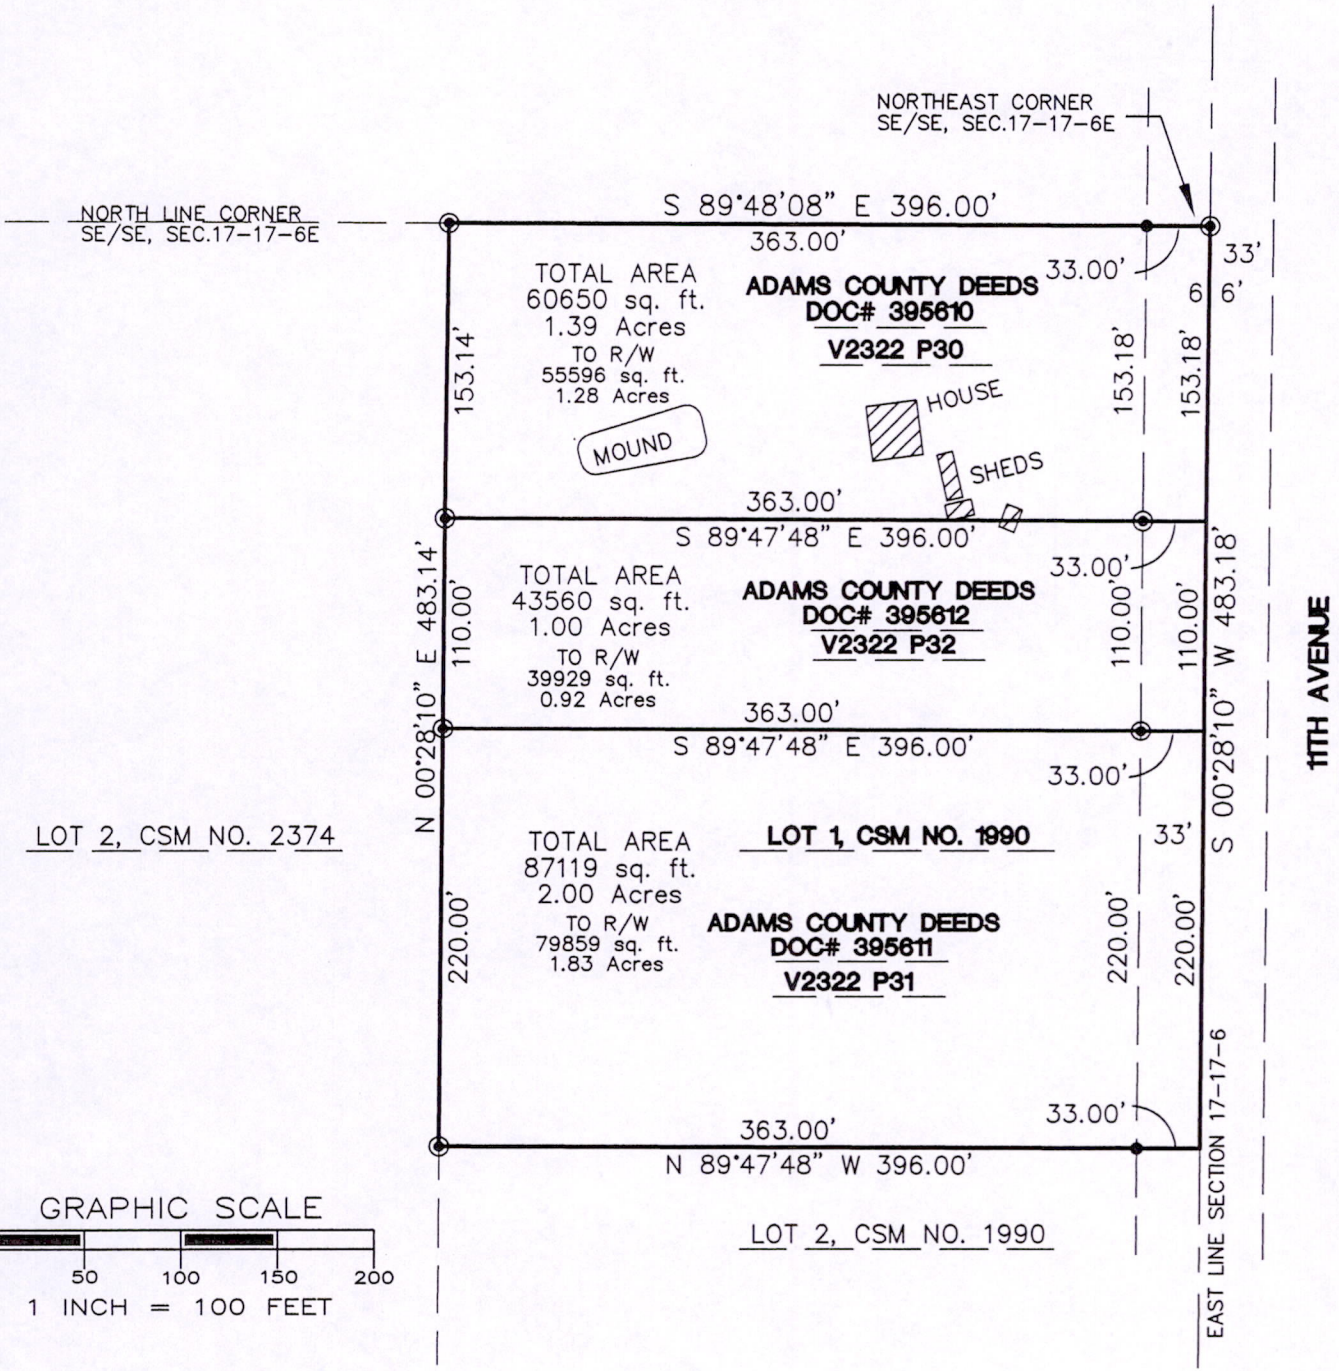 NORTHEAST CORNER
SE/SE, SEC.17-17-6E
NORTH LINE CORNER
SE/SE, SEC.17-17-6E
S 89°48'08" E 396.00'
363.00'
33.00'
33'
6 6'
TOTAL AREA
60650 sq. ft.
1.39 Acres
TO R/W
55596 sq. ft.
1.28 Acres
ADAMS COUNTY DEEDS
DOC# 395610
V2322 P30
153.14'
153.18'
153.18'
HOUSE
MOUND
SHEDS
363.00'
S 89°47'48" E 396.00'
33.00'
N 00°28'10" E 483.14'
110.00'
TOTAL AREA
43560 sq. ft.
1.00 Acres
TO R/W
39929 sq. ft.
0.92 Acres
ADAMS COUNTY DEEDS
DOC# 395612
V2322 P32
110.00'
110.00'
S 00°28'10" W 483.18'
11TH AVENUE
363.00'
S 89°47'48" E 396.00'
33.00'
33'
LOT 2, CSM NO. 2374
TOTAL AREA
87119 sq. ft.
2.00 Acres
TO R/W
79859 sq. ft.
1.83 Acres
LOT 1, CSM NO. 1990
ADAMS COUNTY DEEDS
DOC# 395611
V2322 P31
220.00'
220.00'
220.00'
363.00'
33.00'
N 89°47'48" W 396.00'
EAST LINE SECTION 17-17-6
LOT 2, CSM NO. 1990
GRAPHIC SCALE
50 100 150 200
1 INCH = 100 FEET